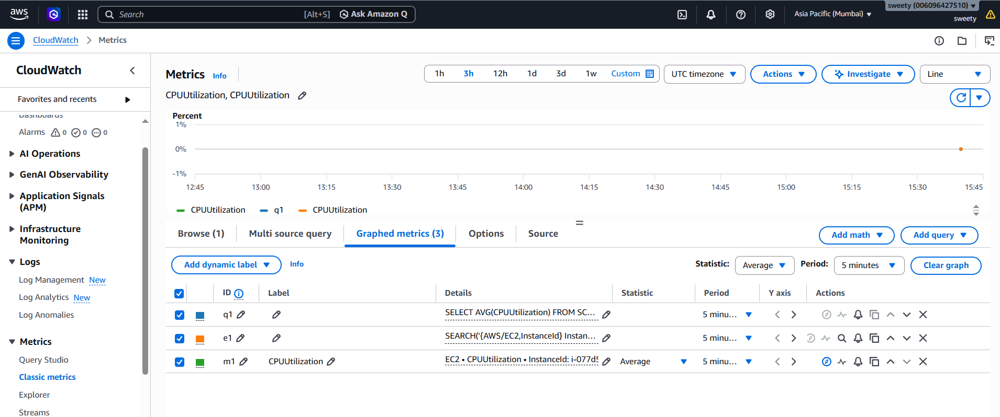 aws
Search [Alt+S] Ask Amazon Q
Asia Pacific (Mumbai)
sweety (006096427510)
sweety
CloudWatch Metrics
CloudWatch
Favorites and recents
Dashboards
Alarms 0 0 0
AI Operations
GenAI Observability
Application Signals
(APM)
Infrastructure
Monitoring
Logs
Log Management New
Log Analytics New
Log Anomalies
Metrics
Query Studio
Classic metrics
Explorer
Streams
Metrics Info
1h 3h 12h 1d 3d 1w Custom UTC timezone Actions Investigate Line
CPUUtilization, CPUUtilization
Percent
1%
0%
-1%
12:45 13:00 13:15 13:30 13:45 14:00 14:15 14:30 14:45 15:00 15:15 15:30 15:45
CPUUtilization q1 CPUUtilization
Browse (1) Multi source query Graphed metrics (3) Options Source Add math Add query
Add dynamic label Info Statistic: Average Period: 5 minutes Clear graph
ID Label Details Statistic Period Y axis Actions
q1 SELECT AVG(CPUUtilization) FROM SC... 5 minu...
e1 SEARCH('{AWS/EC2,InstanceId} Instan... 5 minu...
m1 CPUUtilization EC2 • CPUUtilization • InstanceId: i-077d5 Average 5 minu...